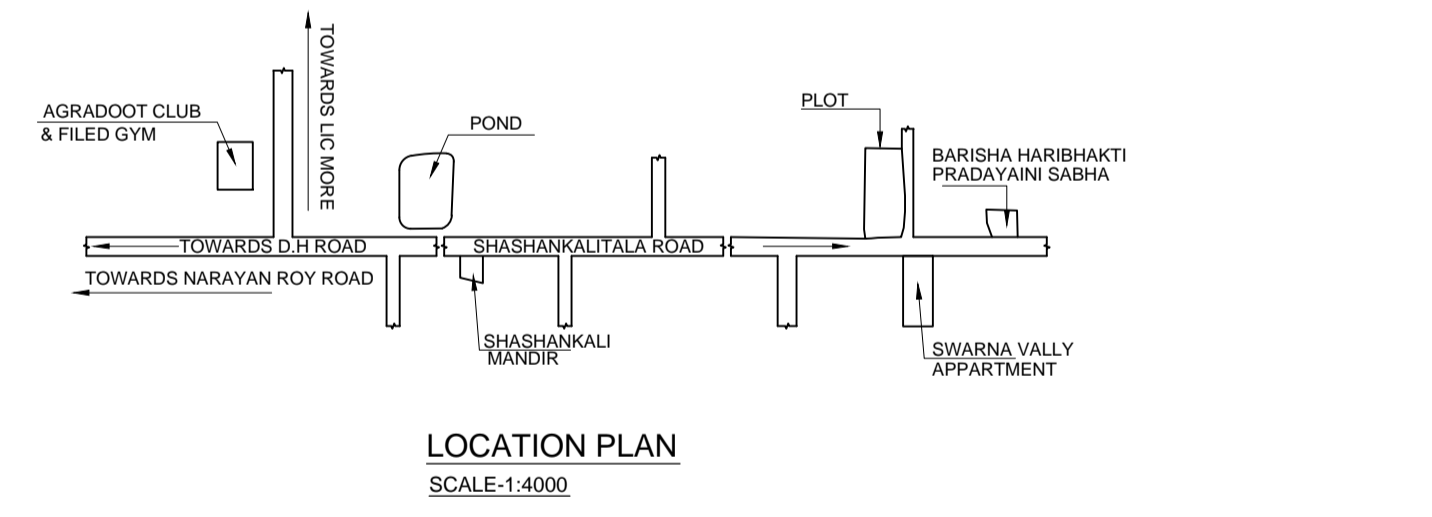 TOWARDS LIC MORE
AGRADOOT CLUB
& FILED GYM
POND
PLOT
BARISHA HARIBHAKTI
PRADAYAINI SABHA
TOWARDS D.H ROAD
SHASHANKALITALA ROAD
TOWARDS NARAYAN ROY ROAD
SHASHANKALI
MANDIR
SWARNA VALLY
APPARTMENT
LOCATION PLAN
SCALE-1:4000